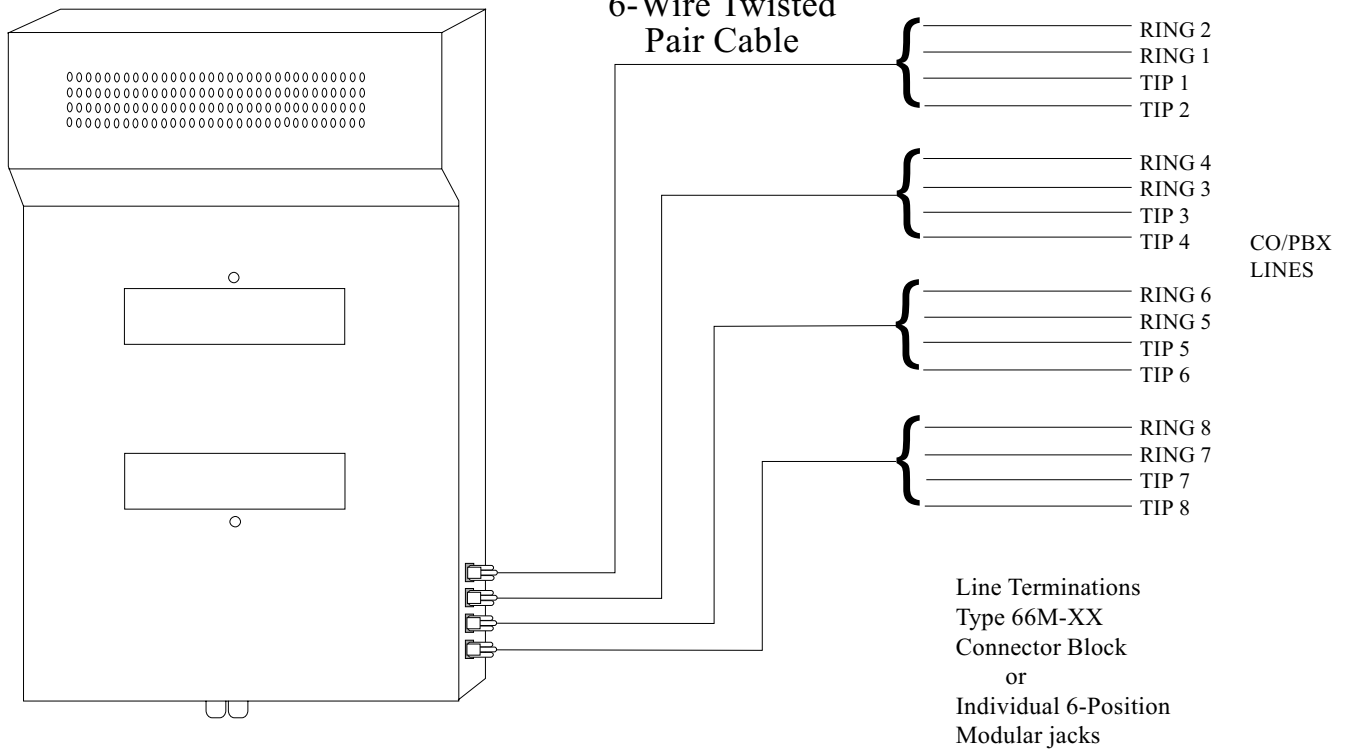 6-Wire Twisted
Pair Cable
RING 2
RING 1
TIP 1
TIP 2
RING 4
RING 3
TIP 3
TIP 4
CO/PBX
LINES
RING 6
RING 5
TIP 5
TIP 6
RING 8
RING 7
TIP 7
TIP 8
Line Terminations
Type 66M-XX
Connector Block
or
Individual 6-Position
Modular jacks